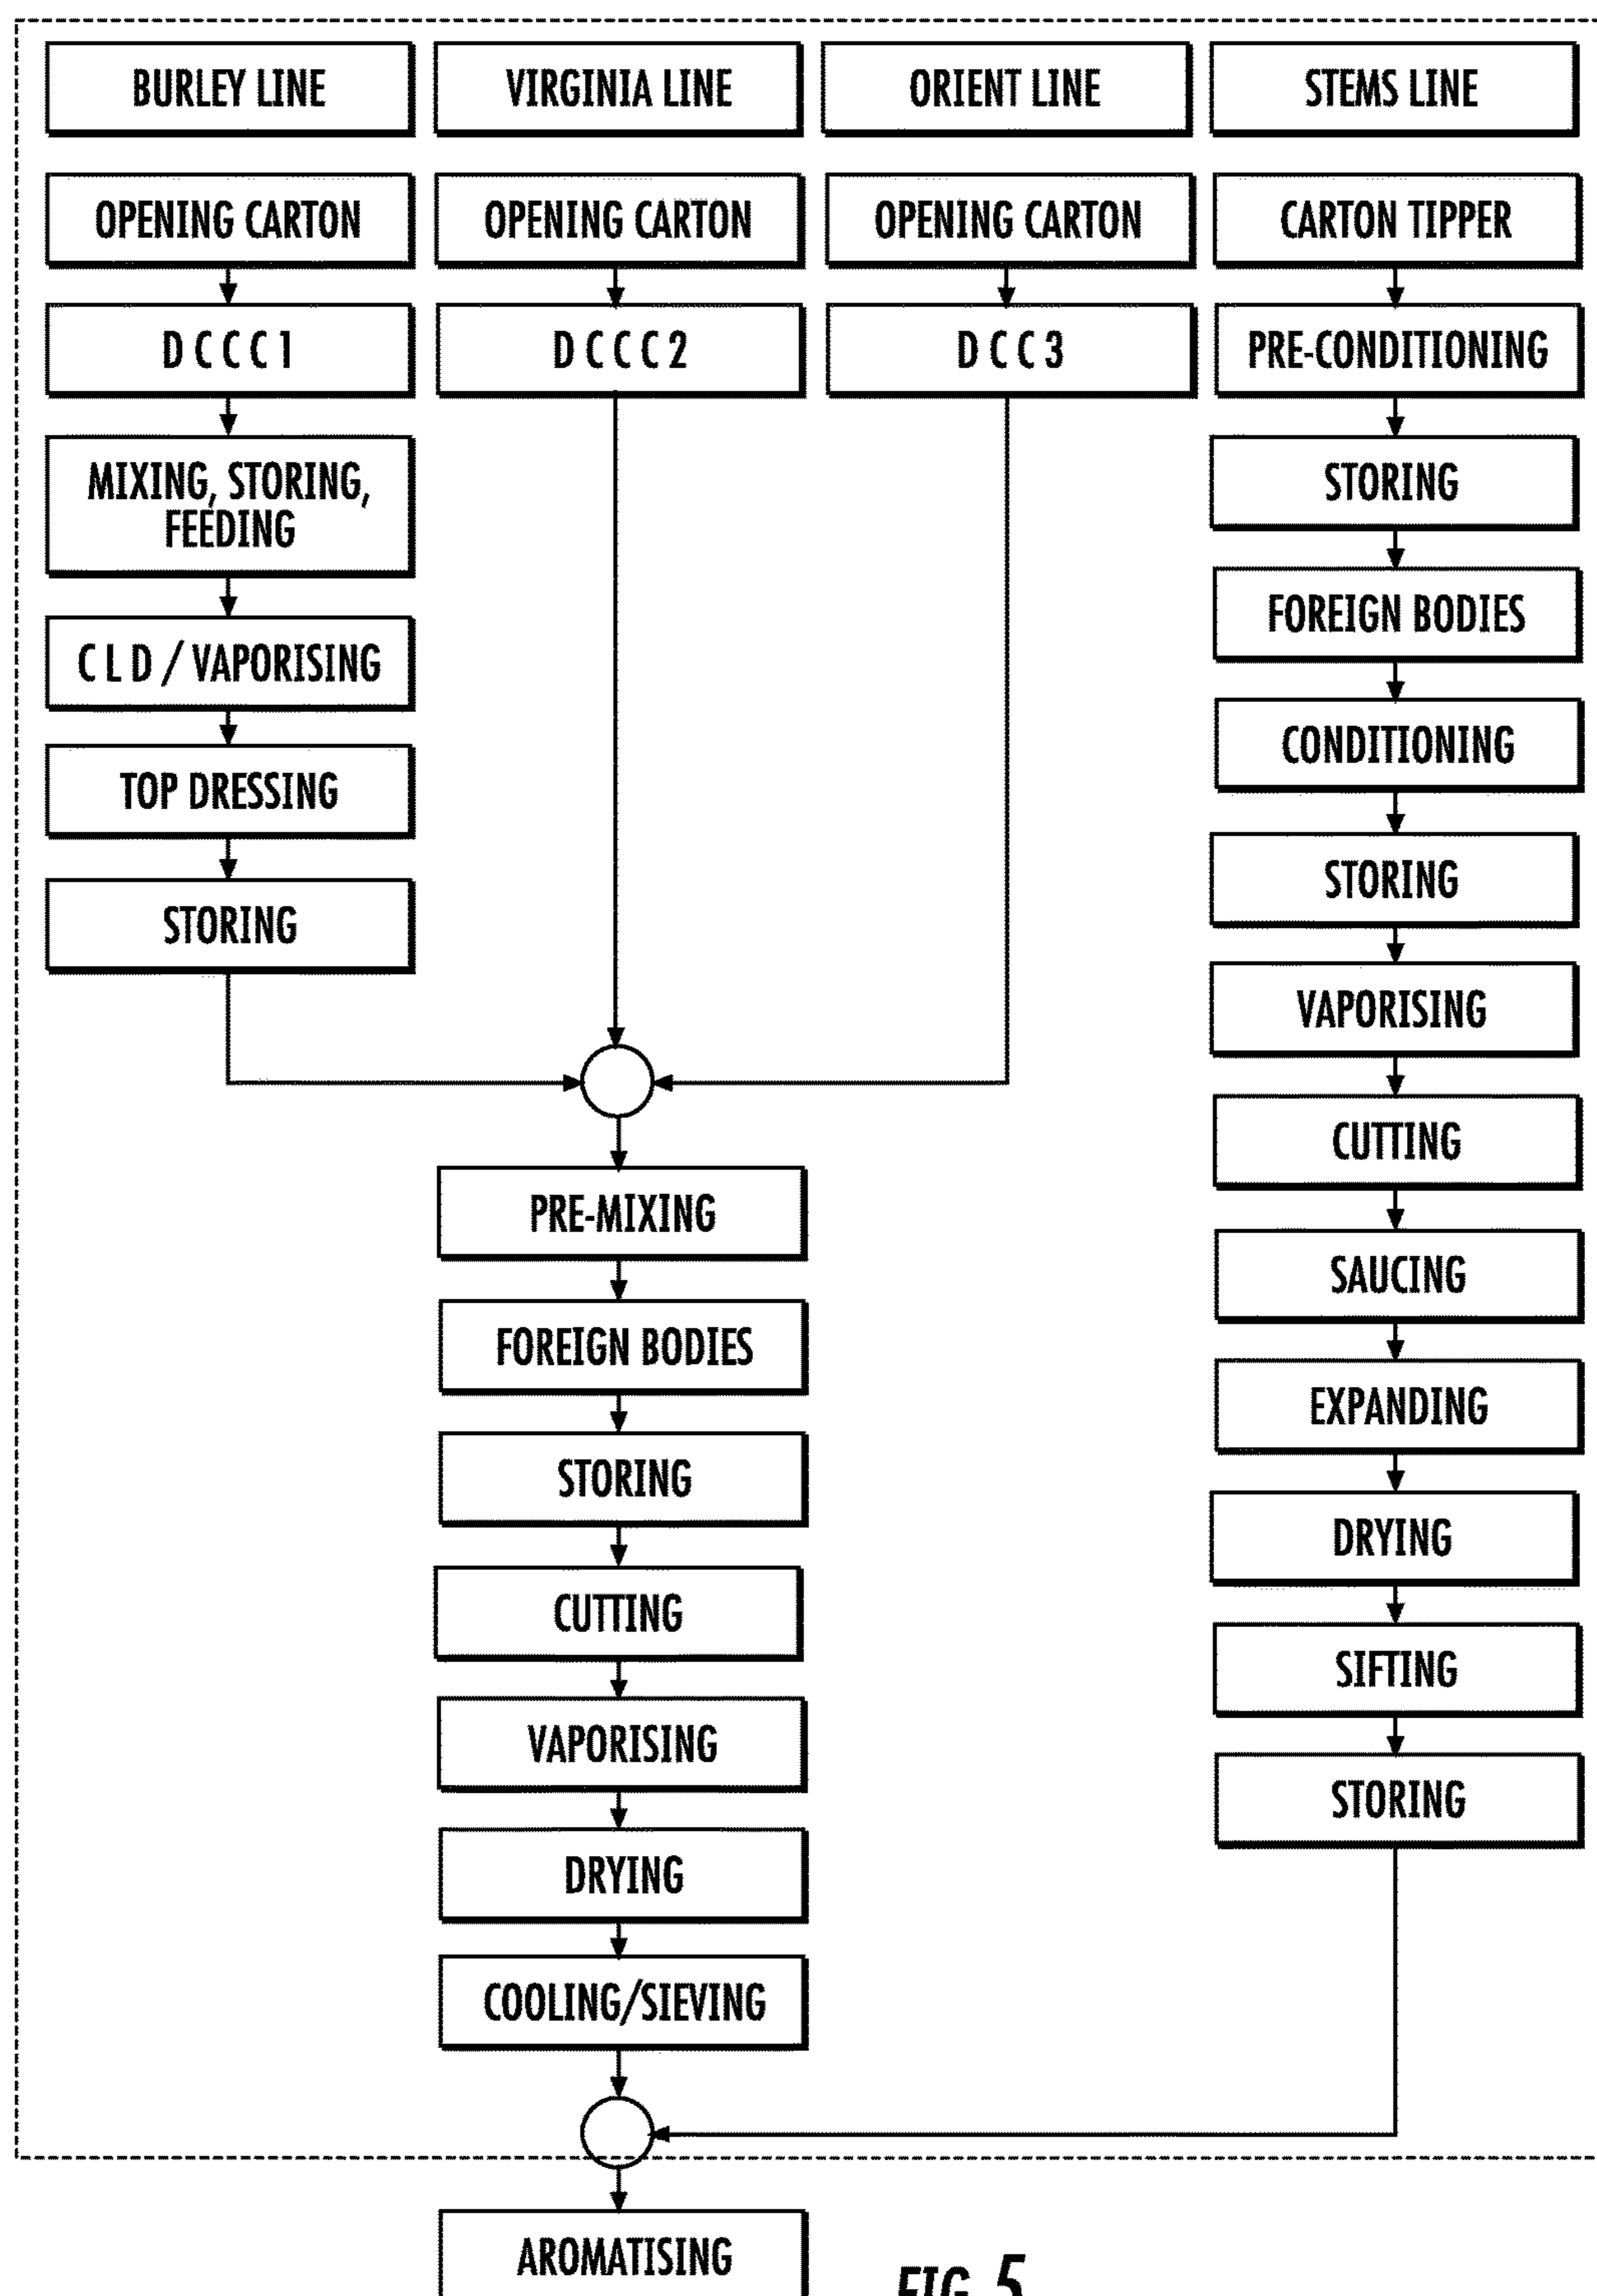 BURLEY LINE
VIRGINIA LINE
ORIENT LINE
STEMS LINE
OPENING CARTON
OPENING CARTON
OPENING CARTON
CARTON TIPPER
D C C C 1
D C C C 2
D C C 3
PRE-CONDITIONING
MIXING, STORING,
FEEDING
STORING
C L D / VAPORISING
FOREIGN BODIES
TOP DRESSING
CONDITIONING
STORING
STORING
VAPORISING
PRE-MIXING
CUTTING
FOREIGN BODIES
SAUCING
STORING
EXPANDING
CUTTING
DRYING
VAPORISING
SIFTING
DRYING
STORING
COOLING/SIEVING
AROMATISING
FIG. 5